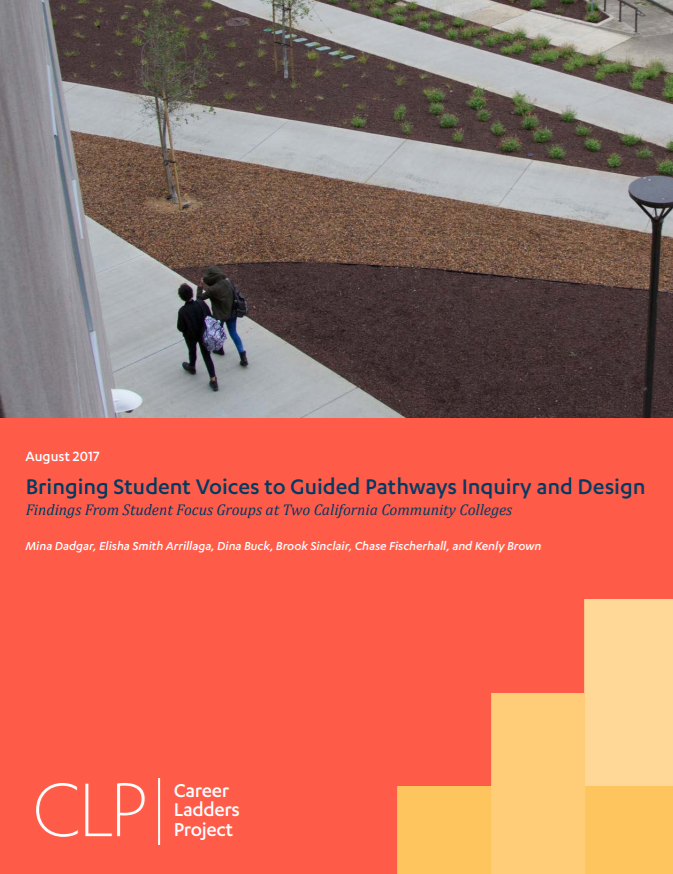 August 2017
Bringing Student Voices to Guided Pathways Inquiry and Design
Findings From Student Focus Groups at Two California Community Colleges
Mina Dadgar, Elisha Smith Arrillaga, Dina Buck, Brook Sinclair, Chase Fischerhall, and Kenly Brown
CLP
Career
Ladders
Project